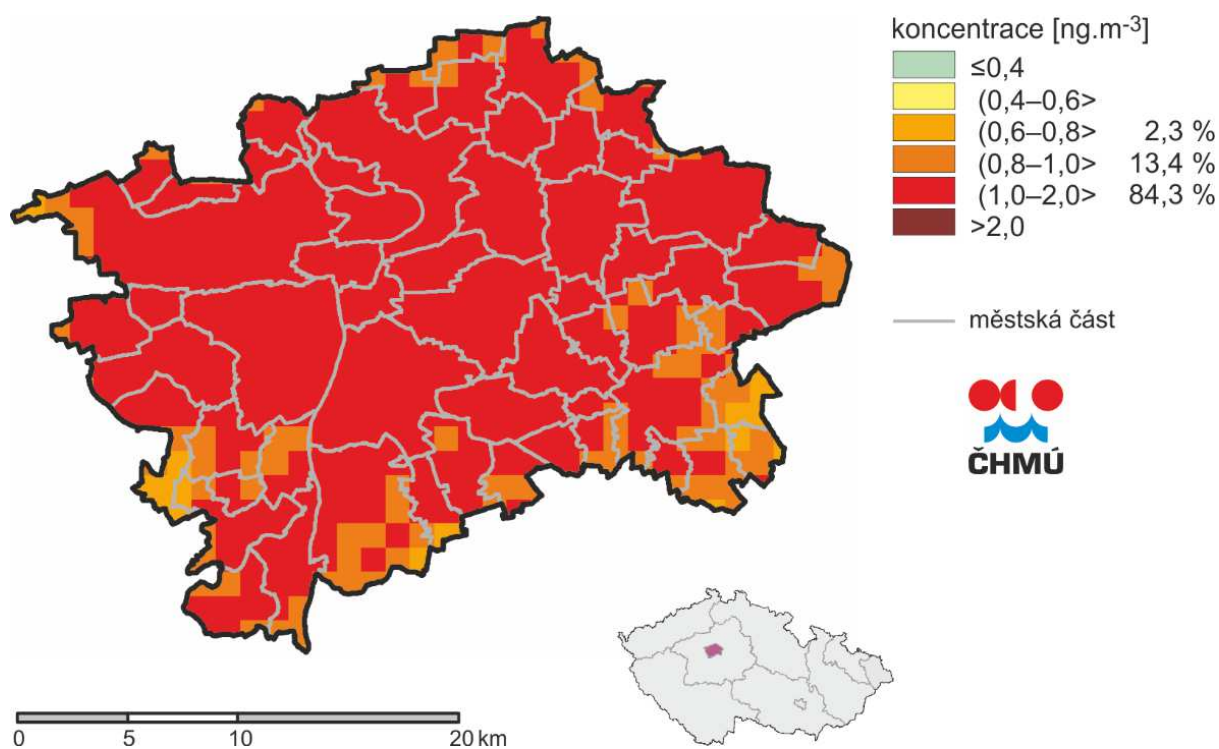 koncentrace [ng.m-3]
≤0,4
(0,4–0,6>
(0,6–0,8> 2,3 %
(0,8–1,0> 13,4 %
(1,0–2,0> 84,3 %
>2,0
městská část
ČHMÚ
0 5 10 20 km